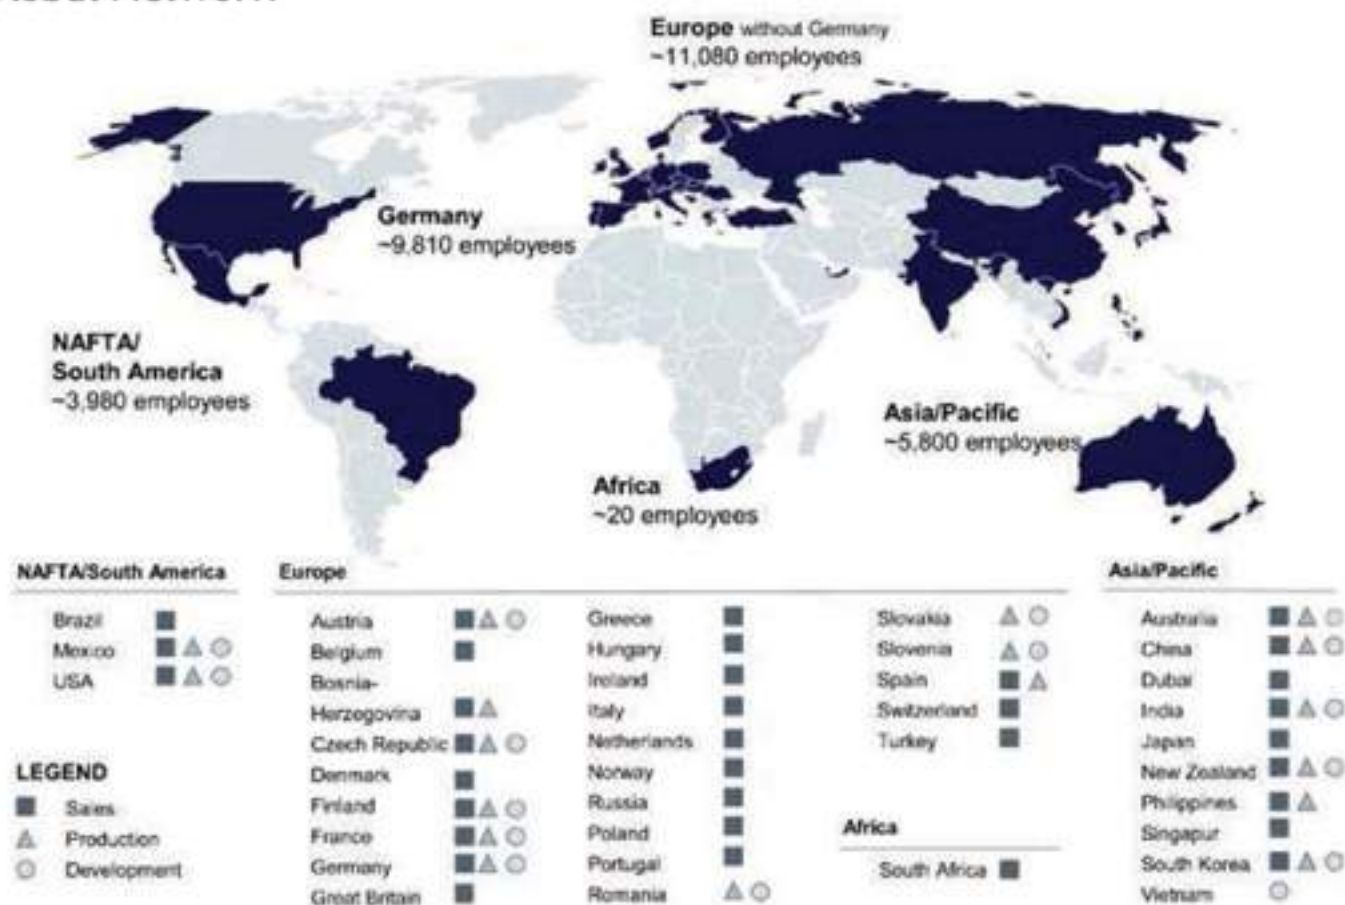 Europe without Germany
~11,080 employees
Germany
~9,810 employees
NAFTA/
South America
~3,980 employees
Asia/Pacific
~5,800 employees
Africa
~20 employees
NAFTA/South America
Brazil
Mexico
USA
LEGEND
Sales
Production
Development
Europe
Austria
Belgium
Bosnia-
Herzegovina
Czech Republic
Denmark
Finland
France
Germany
Great Britain
Greece
Hungary
Ireland
Italy
Netherlands
Norway
Russia
Poland
Portugal
Romania
Slovakia
Slovenia
Spain
Switzerland
Turkey
Africa
South Africa
Asia/Pacific
Australia
China
Dubai
India
Japan
New Zealand
Philippines
Singapur
South Korea
Vietnam